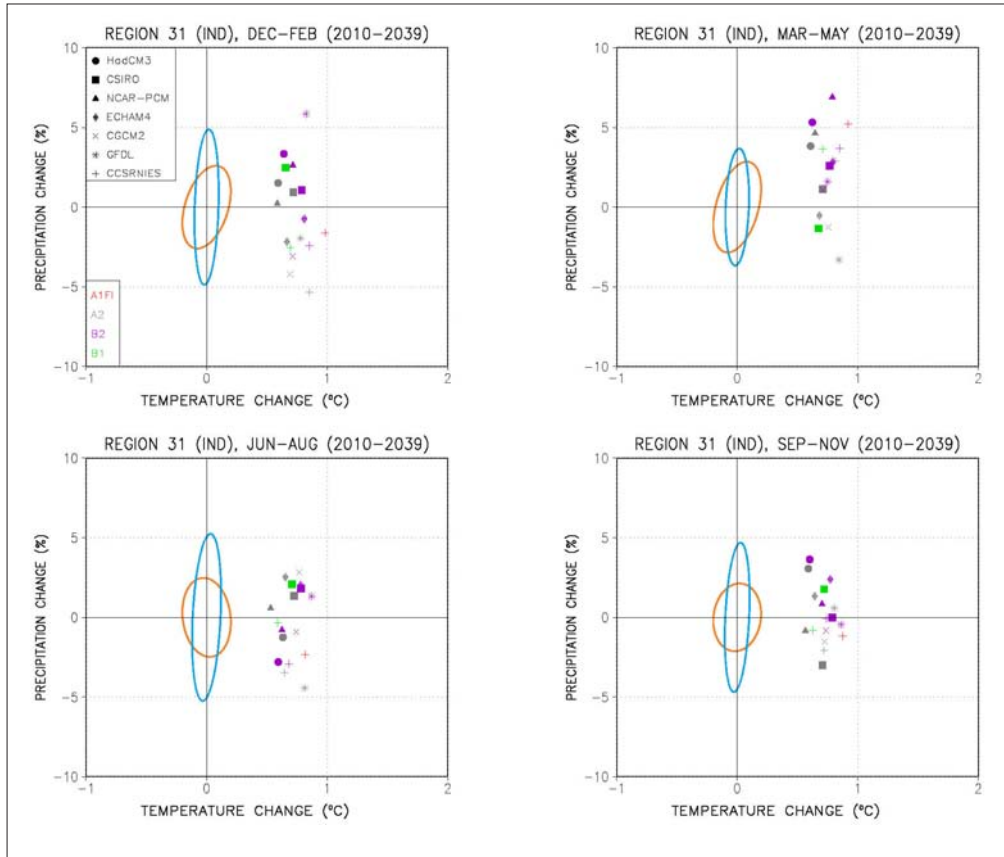 REGION 31 (IND), DEC-FEB (2010-2039)
10
5
0
-5
-10
-1
0
1
2
PRECIPITATION CHANGE (%)
TEMPERATURE CHANGE (ºC)
HadCM3
CSIRO
NCAR-PCM
ECHAM4
CGCM2
GFDL
CCSRNIES
A1FI
A2
B2
B1
REGION 31 (IND), MAR-MAY (2010-2039)
10
5
0
-5
-10
-1
0
1
2
PRECIPITATION CHANGE (%)
TEMPERATURE CHANGE (ºC)
REGION 31 (IND), JUN-AUG (2010-2039)
10
5
0
-5
-10
-1
0
1
2
PRECIPITATION CHANGE (%)
TEMPERATURE CHANGE (ºC)
REGION 31 (IND), SEP-NOV (2010-2039)
10
5
0
-5
-10
-1
0
1
2
PRECIPITATION CHANGE (%)
TEMPERATURE CHANGE (ºC)